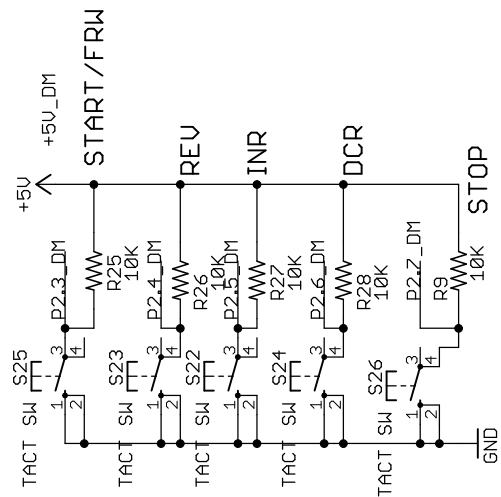 +5V
+5V_DM
START/FRW
REV
INR
DCR
STOP
P2.3_DM
R25
10K
P2.4_DM
R26
10K
P2.5_DM
R27
10K
P2.6_DM
R28
10K
P2.7_DM
R9
10K
S25
3
4
1
2
TACT SW
S23
3
4
1
2
TACT SW
S22
3
4
1
2
TACT SW
S24
3
4
1
2
TACT SW
S26
3
4
1
2
TACT SW
GND